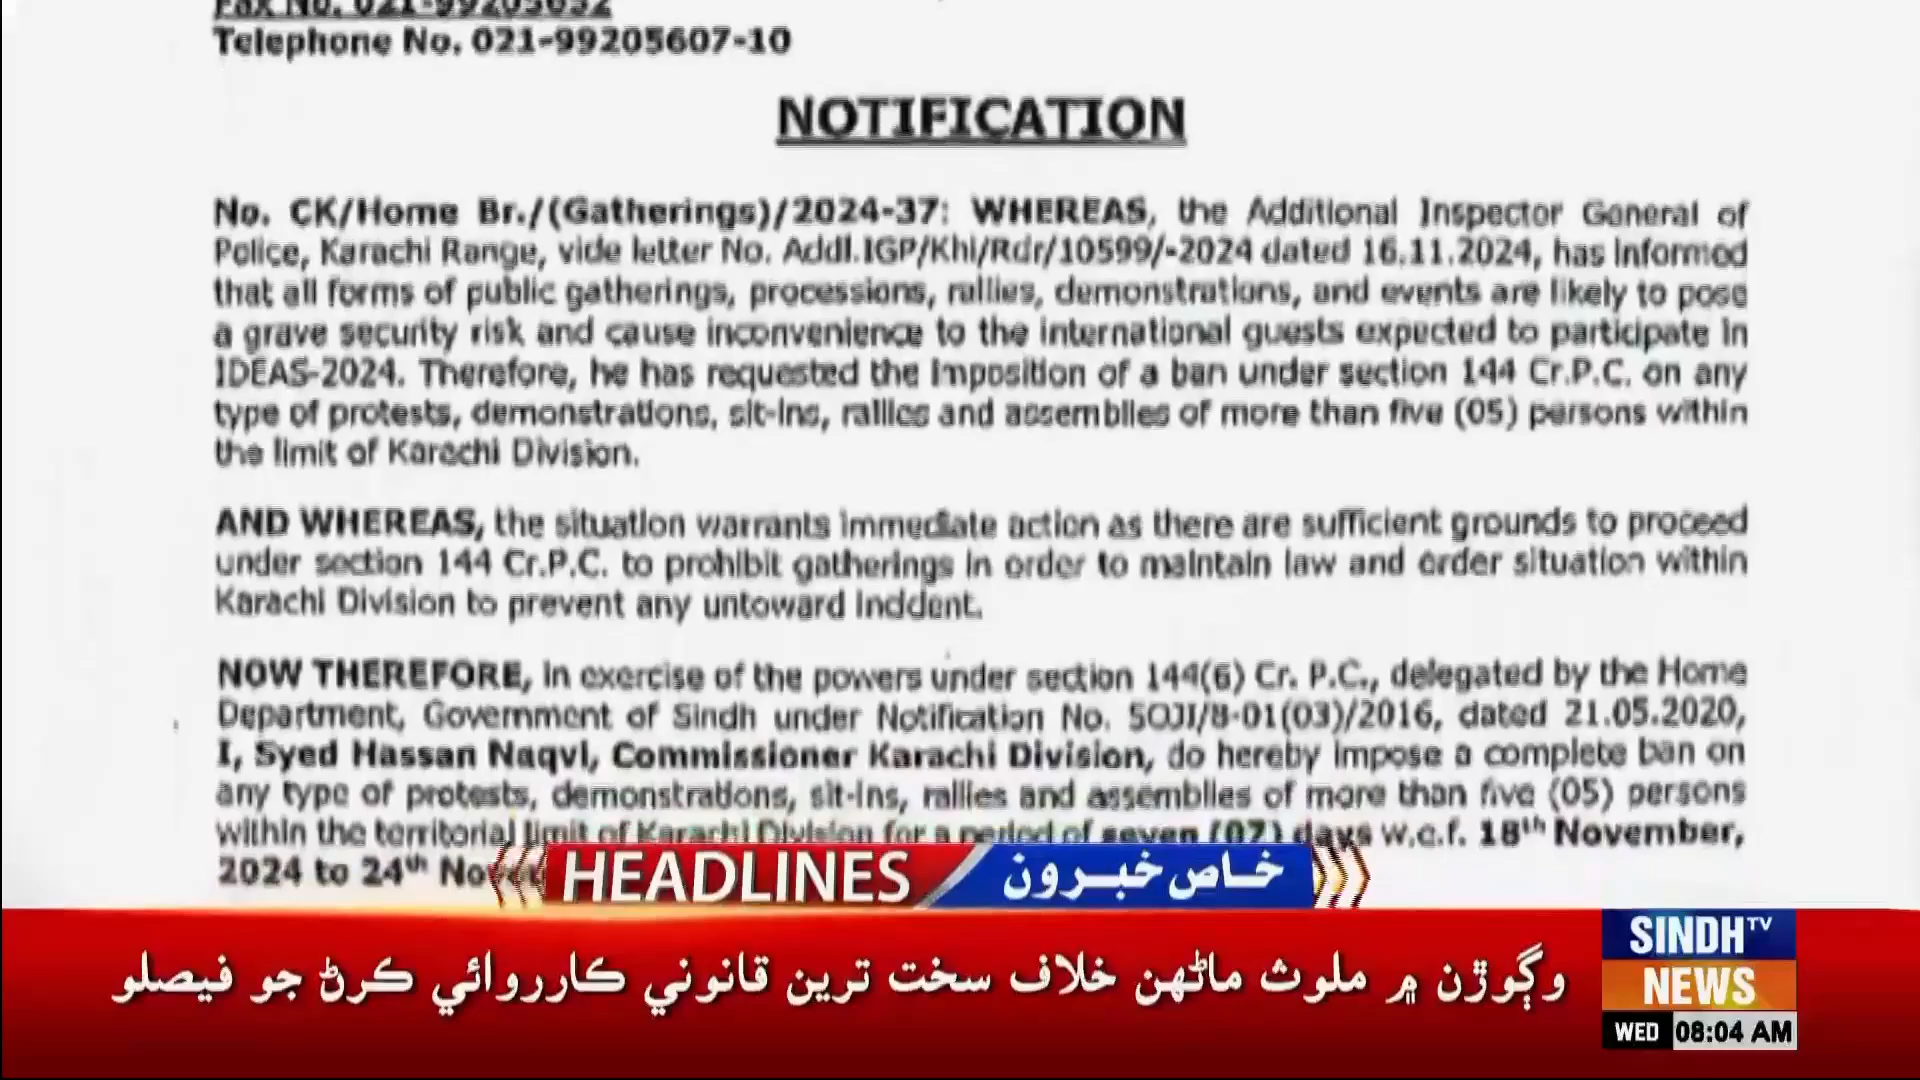 Fax No. 021-99205652
Telephone No. 021-99205607-10
NOTIFICATION
No. CK/Home Br./(Gatherings)/2024-37: WHEREAS, the Additional Inspector General of
Police, Karachi Range, vide letter No. Addl.IGP/Khi/Rdr/10599/-2024 dated 16.11.2024, has informed
that all forms of public gatherings, processions, rallies, demonstrations, and events are likely to pose
a grave security risk and cause inconvenience to the international guests expected to participate in
IDEAS-2024. Therefore, he has requested the imposition of a ban under section 144 Cr.P.C. on any
type of protests, demonstrations, sit-ins, rallies and assemblies of more than five (05) persons within
the limit of Karachi Division.
AND WHEREAS, the situation warrants immediate action as there are sufficient grounds to proceed
under section 144 Cr.P.C. to prohibit gatherings in order to maintain law and order situation within
Karachi Division to prevent any untoward incident.
NOW THEREFORE, in exercise of the powers under section 144(6) Cr. P.C., delegated by the Home
Department, Government of Sindh under Notification No. SOJI/8-01(03)/2016, dated 21.05.2020,
I, Syed Hassan Naqvi, Commissioner Karachi Division, do hereby impose a complete ban on
any type of protests, demonstrations, sit-ins, rallies and assemblies of more than five (05) persons
within the territorial limit of Karachi Division for a period of seven (07) days w.e.f. 18th November,
2024 to 24th
HEADLINES خاص خبرون
وڳوڙن ۾ ملوث ماڻهن خلاف سخت ترين قانوني ڪارروائي ڪرڻ جو فيصلو
SINDH TV
NEWS
WED 08:04 AM